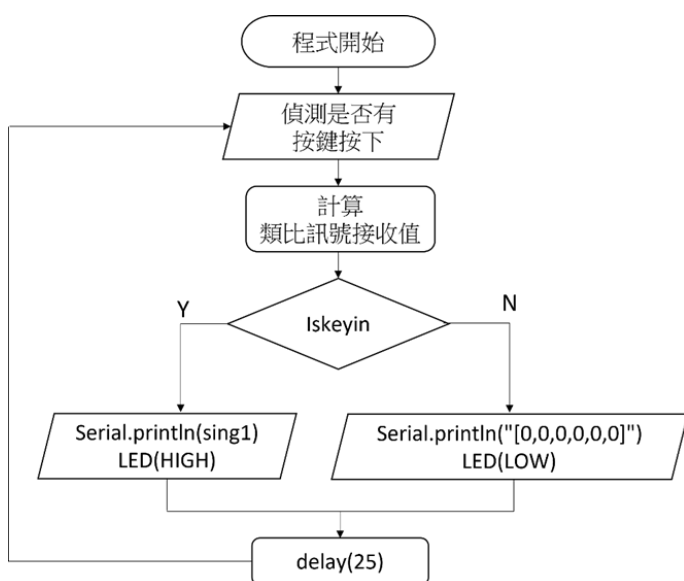 程式開始
偵測是否有
按鍵按下
計算
類比訊號接收值
Y
N
Iskeyin
Serial.println(sing1)
LED(HIGH)
Serial.println("[0,0,0,0,0,0]")
LED(LOW)
delay(25)